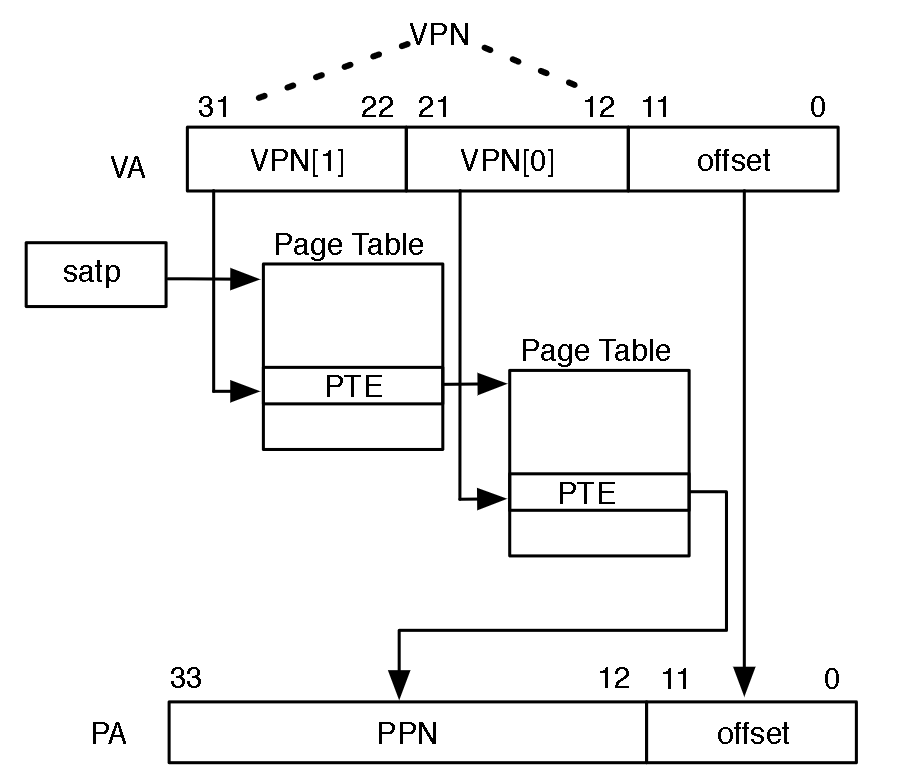 VPN
31 22 21 12 11 0
VA VPN[1] VPN[0] offset
Page Table
satp
Page Table
PTE
PTE
33 12 11 0
PA PPN offset